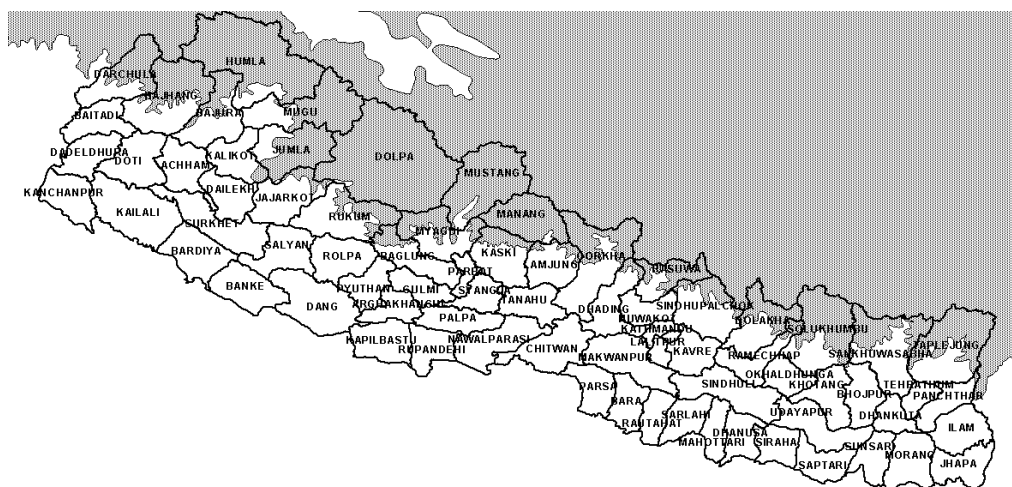 HUMLA
DARCHULA
BAJHANG
BAITADI
BAJURA
MUGU
DADELDHURA
DOTI
ACHHAM
KALIKOT
JUMLA
DOLPA
MUSTANG
KANCHANPUR
KAILALI
DAILEKH
JAJARKOT
RUKUM
MANANG
SURKHET
MYAGDI
BARDIYA
SALYAN
ROLPA
BAGLUNG
KASKI
AMJUNG
GORKHA
RASUWA
BANKE
DANG
PYUTHAN
GULMI
PARBAT
SYANGJA
TANAHU
DHADING
SINDHUPALCHOK
DOLAKHA
SOLUKHUMBU
TAPLEJUNG
PALPA
NUWAKOT
KATHMANDU
LALITPUR
KAVRE
RAMECHHAP
SANKHUWASABHA
KAPILBASTU
RUPANDEHI
NAWALPARASI
CHITWAN
MAKWANPUR
OKHALDHUNGA
KHOTANG
BHOJPUR
TEHRATHUM
PANCHTHAR
PARSA
BARA
RAUTAHAT
SARLAHI
SINDHULI
UDAYAPUR
DHANKUTA
ILAM
MAHOTTARI
DHANUSA
SIRAHA
SAPTARI
SUNSARI
MORANG
JHAPA